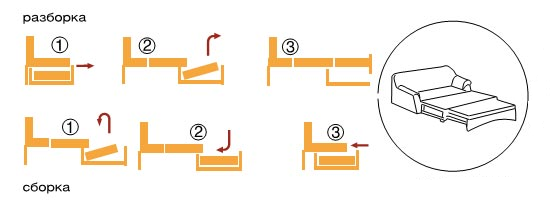 разборка
① ② ③
① ② ③
сборка